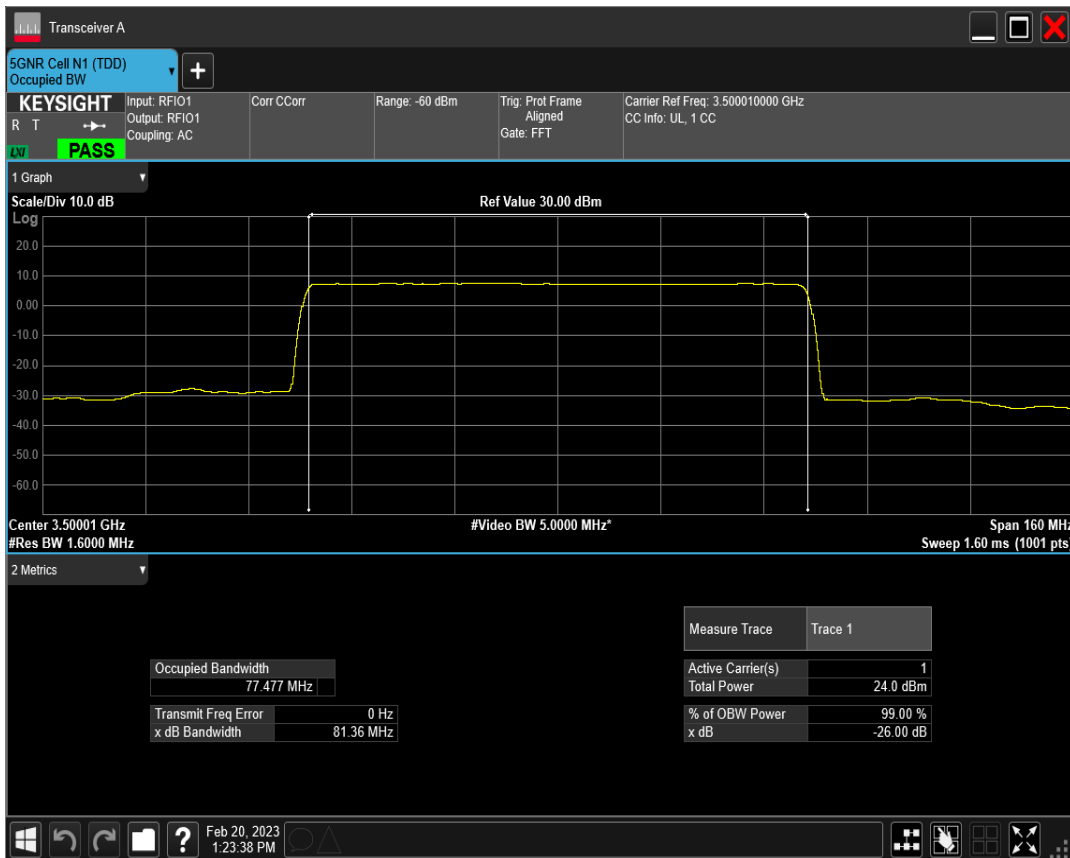 Transceiver A
5GNR Cell N1 (TDD)
Occupied BW
+
KEYSIGHT
R T
LXI
PASS
Input: RFIO1
Output: RFIO1
Coupling: AC
Corr CCorr
Range: -60 dBm
Trig: Prot Frame
Aligned
Gate: FFT
Carrier Ref Freq: 3.500010000 GHz
CC Info: UL, 1 CC
1 Graph
Scale/Div 10.0 dB
Ref Value 30.00 dBm
Log
20.0
10.0
0.00
-10.0
-20.0
-30.0
-40.0
-50.0
-60.0
Center 3.50001 GHz
#Video BW 5.0000 MHz*
Span 160 MHz
#Res BW 1.6000 MHz
Sweep 1.60 ms (1001 pts)
2 Metrics
Measure Trace Trace 1
Occupied Bandwidth
77.477 MHz
Active Carrier(s) 1
Total Power 24.0 dBm
Transmit Freq Error 0 Hz
x dB Bandwidth 81.36 MHz
% of OBW Power 99.00 %
x dB -26.00 dB
?
Feb 20, 2023
1:23:38 PM